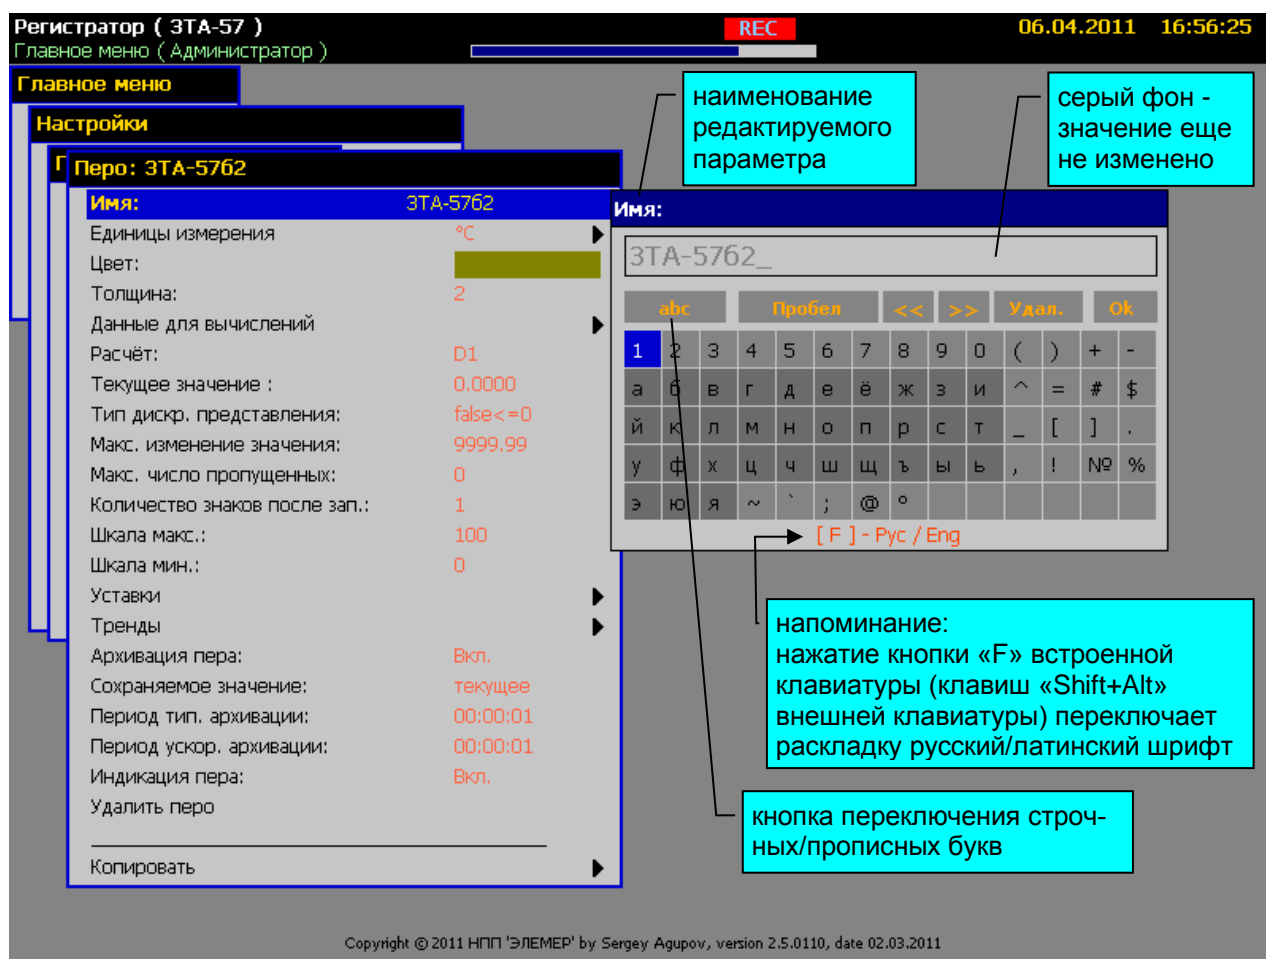 Регистратор ( ЗТА-57 )
REC
06.04.2011 16:56:25
Главное меню ( Администратор )
Главное меню
Настройки
П
Перо: ЗТА-57б2
Имя: ЗТА-57б2
Единицы измерения °C
Цвет:
Толщина: 2
Данные для вычислений
Расчёт: D1
Текущее значение : 0.0000
Тип дискр. представления: false<=0
Макс. изменение значения: 9999.99
Макс. число пропущенных: 0
Количество знаков после зап.: 1
Шкала макс.: 100
Шкала мин.: 0
Уставки
Тренды
Архивация пера: Вкл.
Сохраняемое значение: текущее
Период тип. архивации: 00:00:01
Период ускор. архивации: 00:00:01
Индикация пера: Вкл.
Удалить перо
Копировать
наименование
редактируемого
параметра
серый фон -
значение еще
не изменено
Имя:
ЗТА-57б2_
abc Пробел << >> Удал. Ok
1 2 3 4 5 6 7 8 9 0 ( ) + -
а б в г д е ё ж з и ^ = # $
й к л м н о п р с т _ [ ] .
у ф х ц ч ш щ ъ ы ь , ! № %
э ю я ~ ` ; @ °
[ F ] - Рус / Eng
напоминание:
нажатие кнопки «F» встроенной
клавиатуры (клавиш «Shift+Alt»
внешней клавиатуры) переключает
раскладку русский/латинский шрифт
кнопка переключения строч-
ных/прописных букв
Copyright © 2011 НПП 'ЭЛЕМЕР' by Sergey Agupov, version 2.5.0110, date 02.03.2011